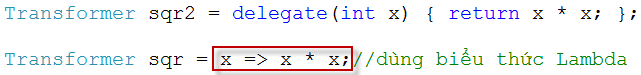 Transformer sqr2 = delegate(int x) { return x * x; };
Transformer sqr = x => x * x;//dùng biểu thức Lambda